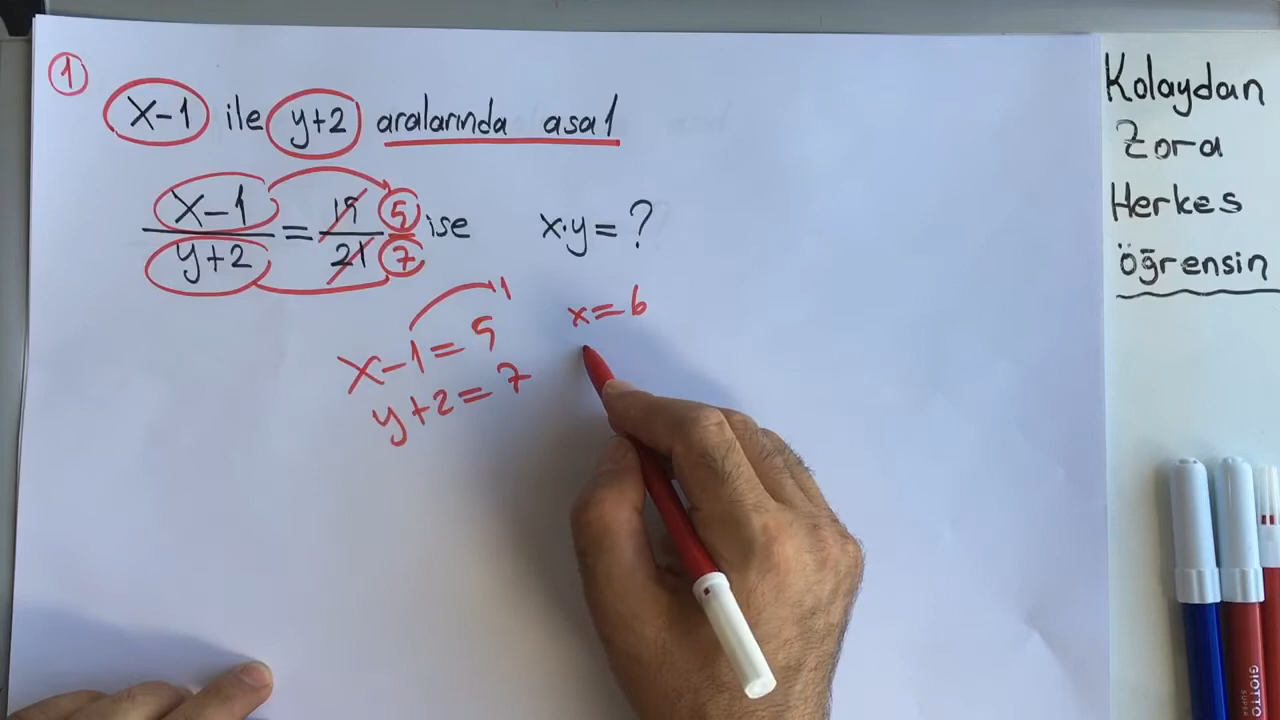 1
x-1 ile y+2 aralarında asal
x-1/y+2 = 15/21 5/7 ise x.y=?
x-1=5
+1
y+2=7
x=6
Kolaydan
Zora
Herkes
öğrensin
GIOTTO